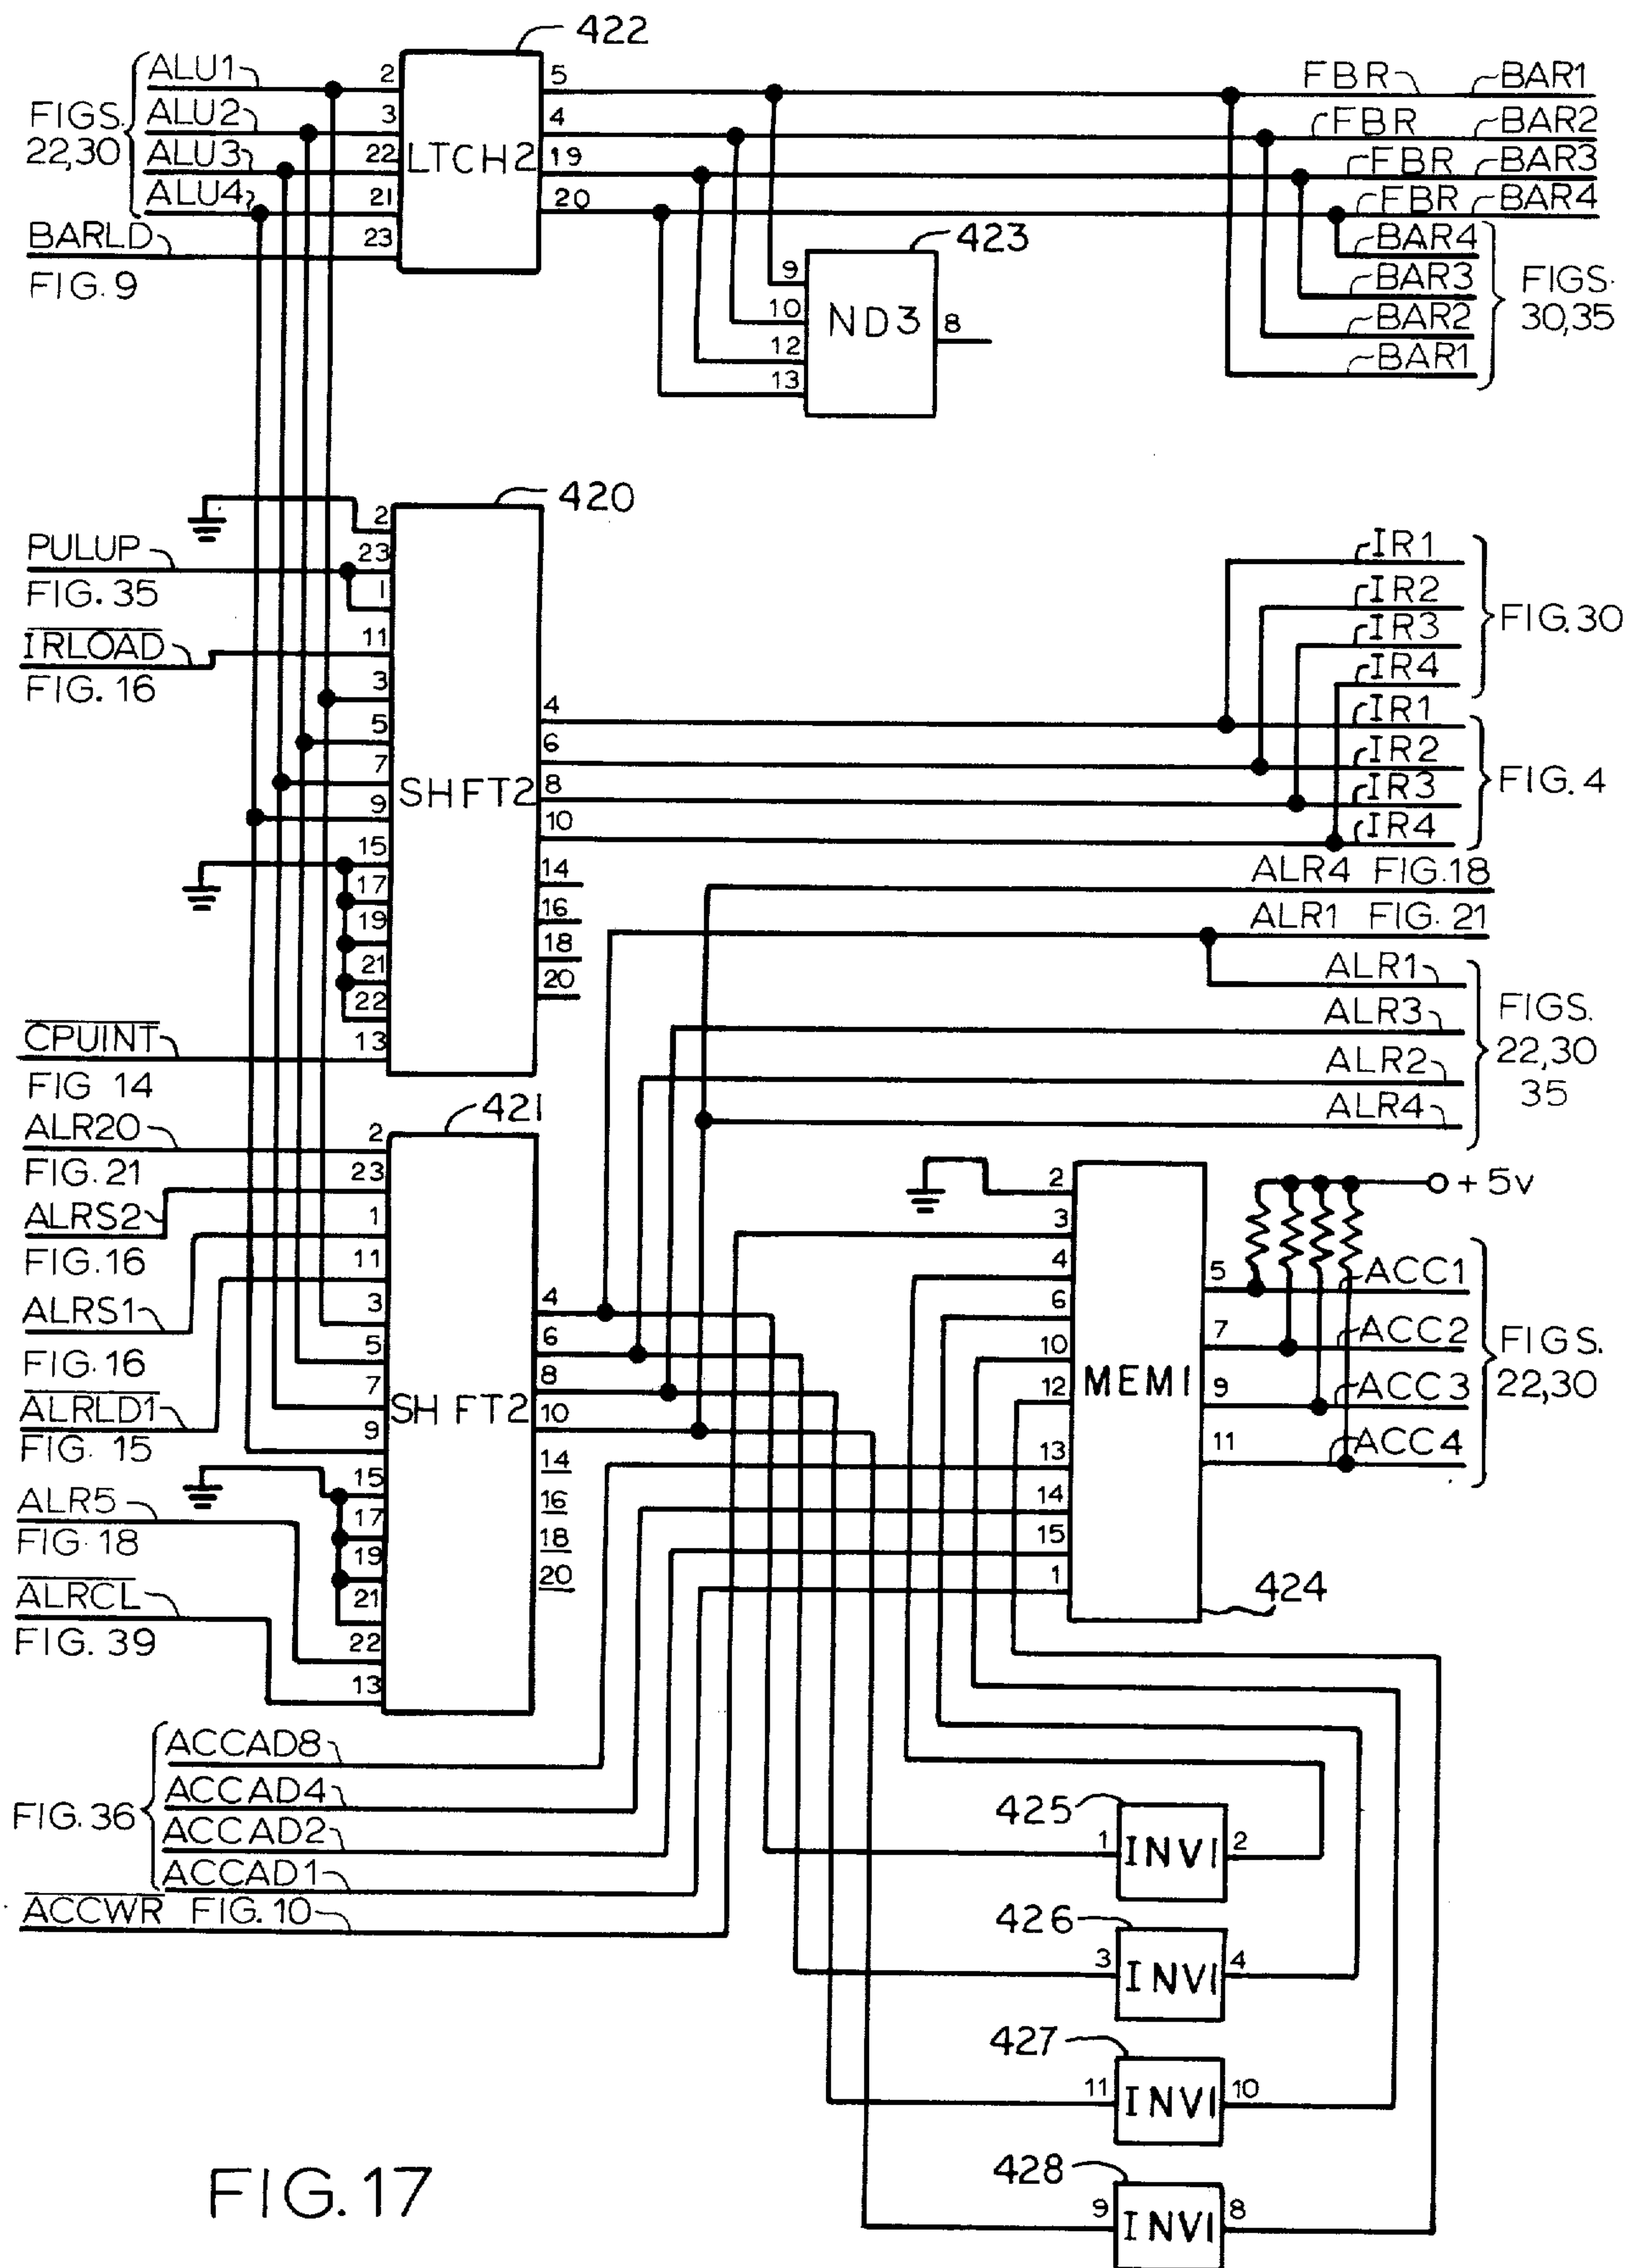 422
ALU1 2 5 FBR BAR1
ALU2 3 4 FBR BAR2
FIGS. 22,30
ALU3 22 LTCH2 19 FBR BAR3
ALU4 21 20 FBR BAR4
BARLD 23
FIG. 9
423
9
10 ND3 8
12
13
BAR4
BAR3
BAR2
BAR1
FIGS. 30,35
420
2
PULUP 23
FIG. 35 1
IRLOAD 11
FIG. 16
3
5
7
9
15
17
19
21
22
13
SHFT2
4
6
8
10
14
16
18
20
IR1
IR2
IR3
IR4
FIG. 30
IR1
IR2
IR3
IR4
FIG. 4
ALR4 FIG.18
ALR1 FIG. 21
ALR1
ALR3
ALR2
ALR4
FIGS. 22,30 35
CPUINT
FIG 14
421
ALR20 2
FIG. 21 23
ALRS2 1
FIG. 16 11
ALRS1 3
FIG. 16 5
ALRLD1 7
FIG. 15 9
15
ALR5 17
FIG. 18 19
ALRCL 21
FIG. 39 22
13
SHFT2
4
6
8
10
14
16
18
20
2
3
4
6
10
12
13
14
15
1
MEM1
5
7
9
11
424
+5v
ACC1
ACC2
ACC3
ACC4
FIGS. 22,30
ACCAD8
ACCAD4
FIG. 36
ACCAD2
ACCAD1
ACCWR FIG. 10
425
1 INV1 2
426
3 INV1 4
427
11 INV1 10
428
9 INV1 8
FIG. 17